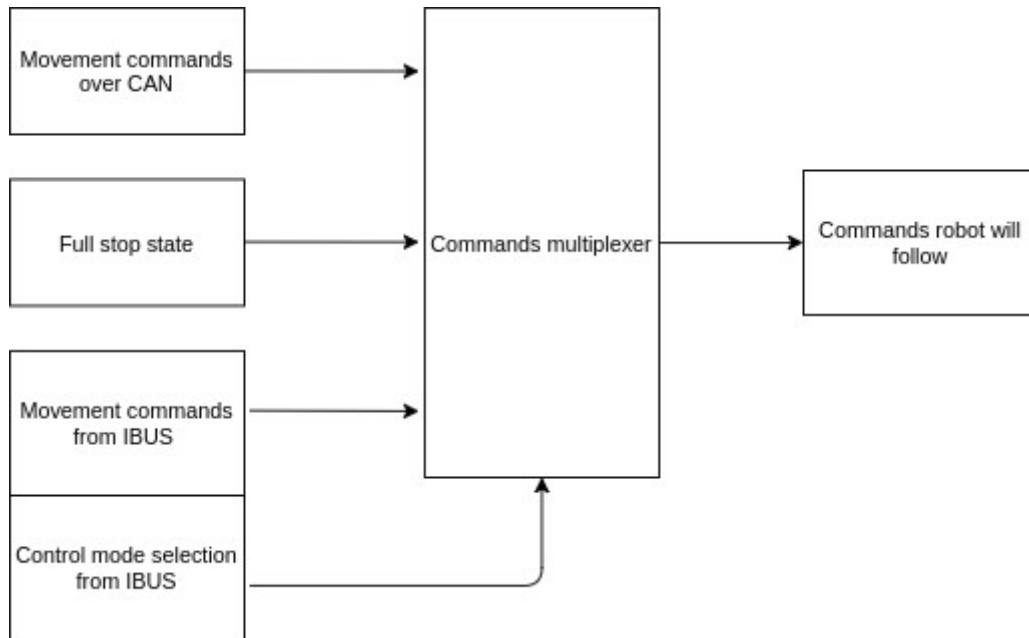 Movement commands
over CAN
Full stop state
Commands multiplexer
Commands robot will
follow
Movement commands
from IBUS
Control mode selection
from IBUS